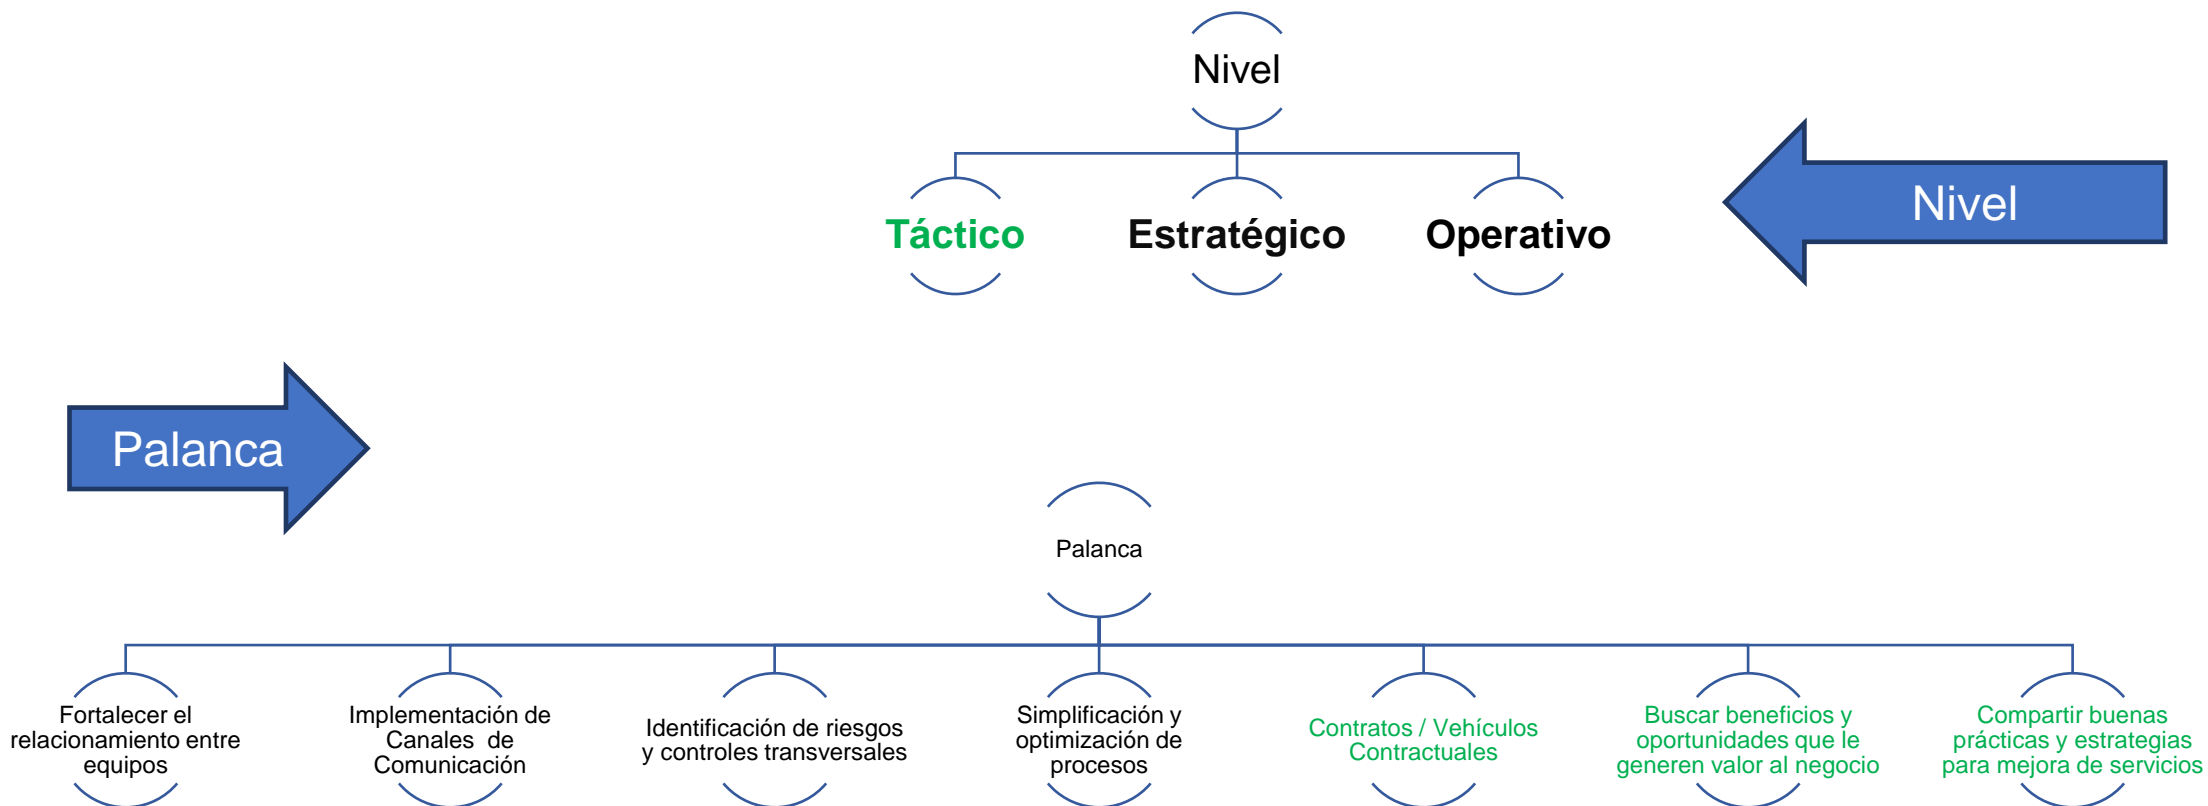 Nivel
Táctico
Estratégico
Operativo
Nivel
Palanca
Palanca
Fortalecer el
relacionamiento entre
equipos
Implementación de
Canales de
Comunicación
Identificación de riesgos
y controles transversales
Simplificación y
optimización de
procesos
Contratos / Vehículos
Contractuales
Buscar beneficios y
oportunidades que le
generen valor al negocio
Compartir buenas
prácticas y estrategias
para mejora de servicios